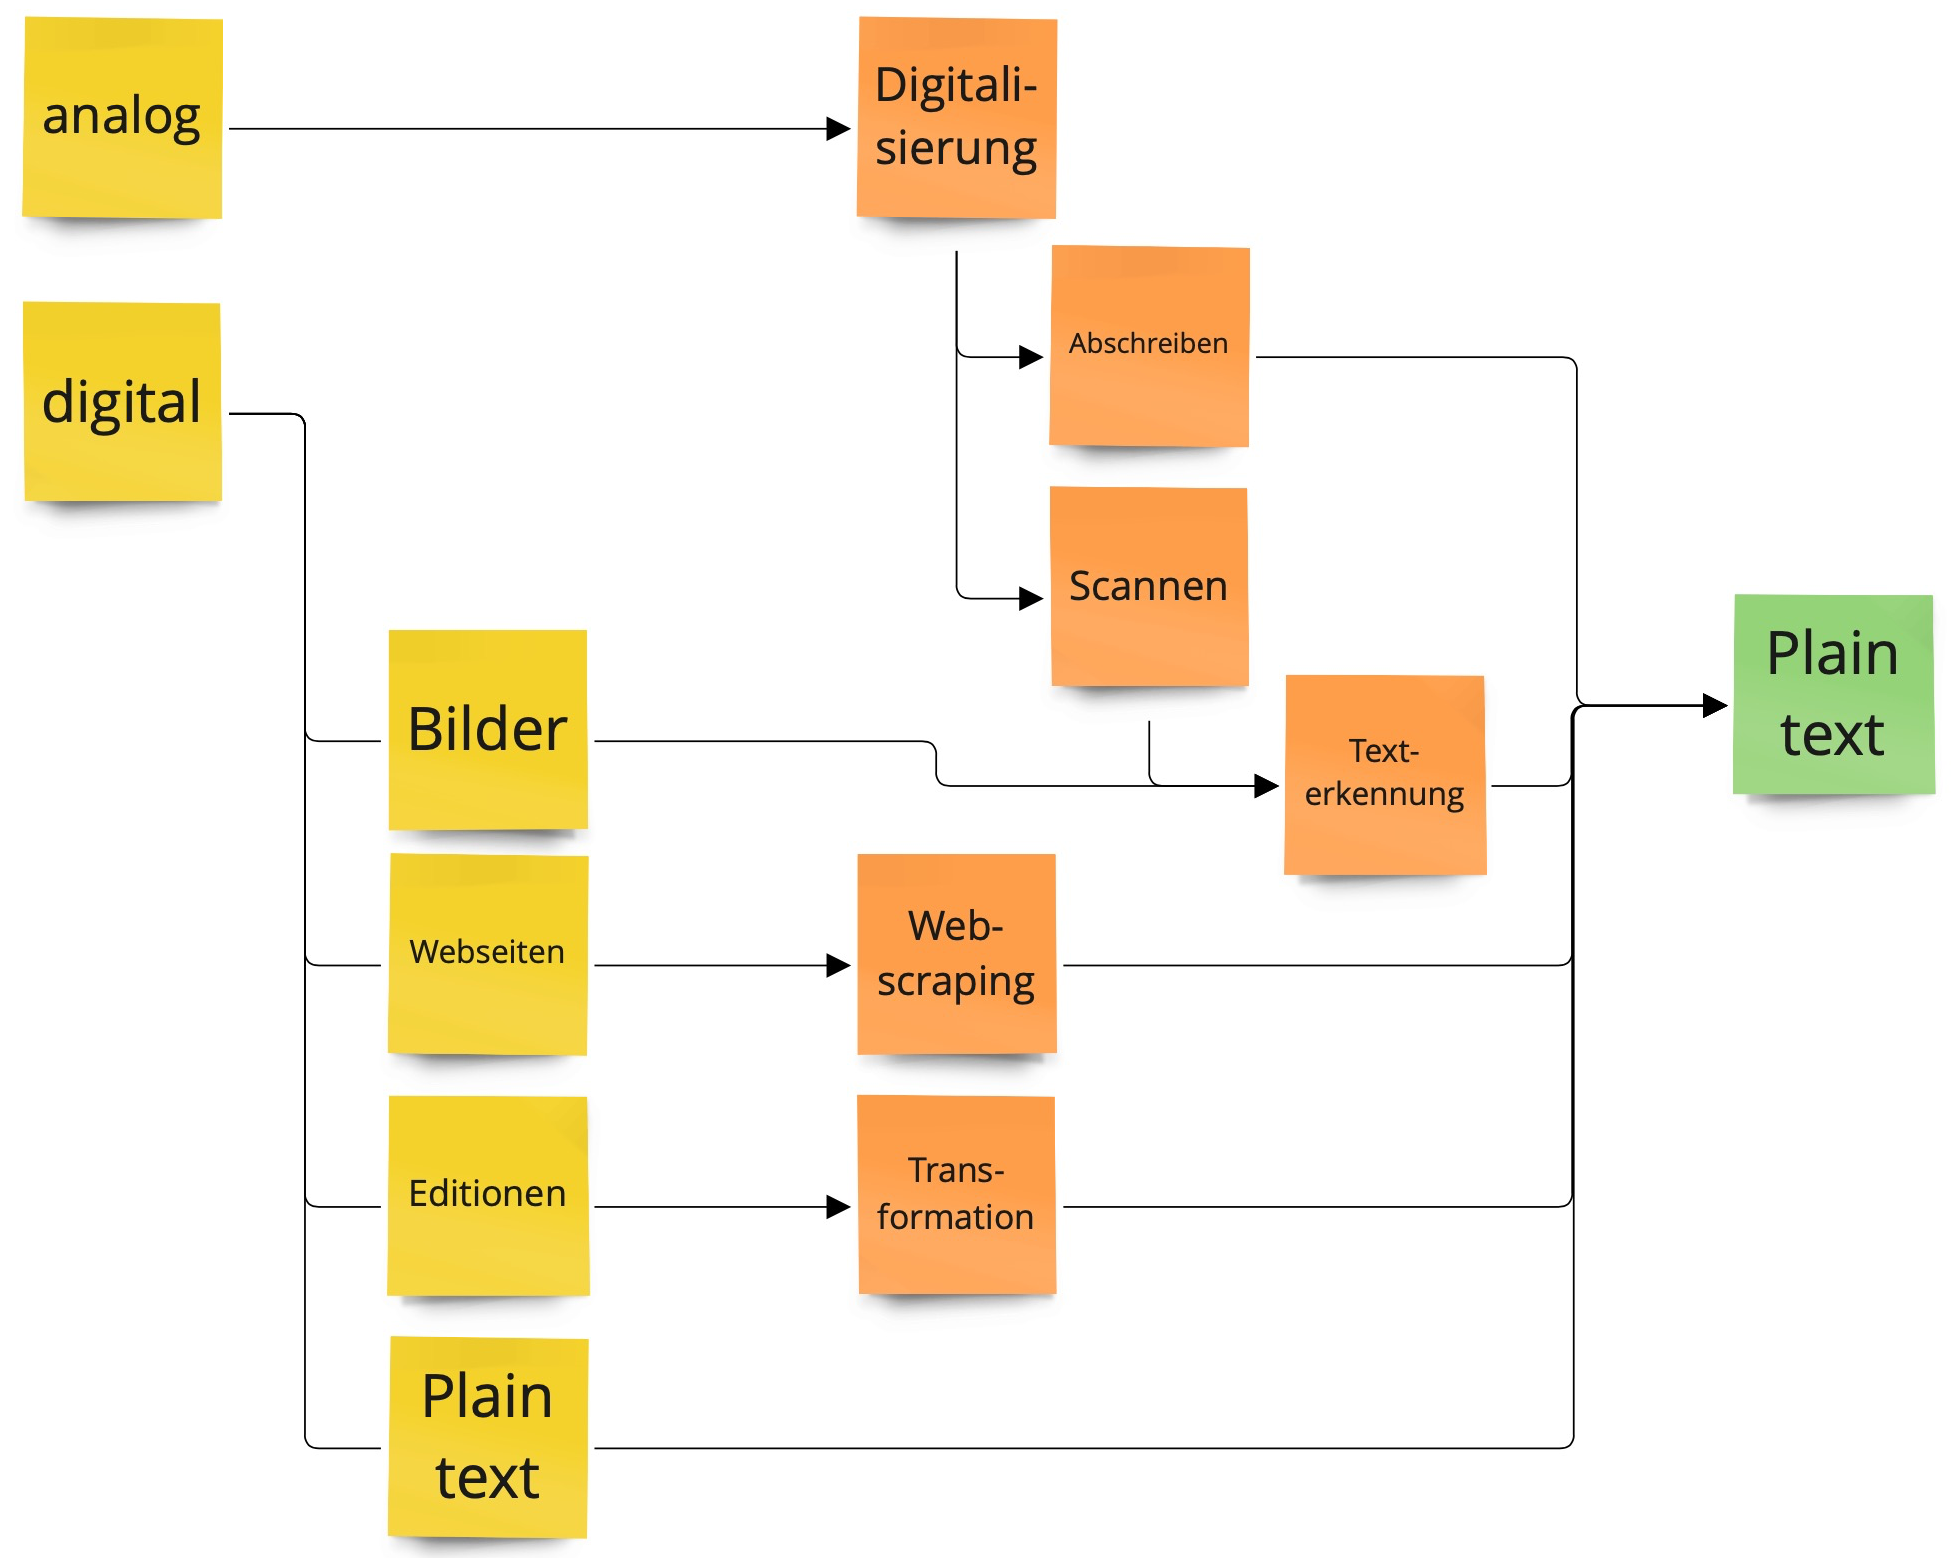 analog
Digitali-
sierung
Abschreiben
digital
Scannen
Plain
text
Bilder
Text-
erkennung
Webseiten
Web-
scraping
Editionen
Trans-
formation
Plain
text